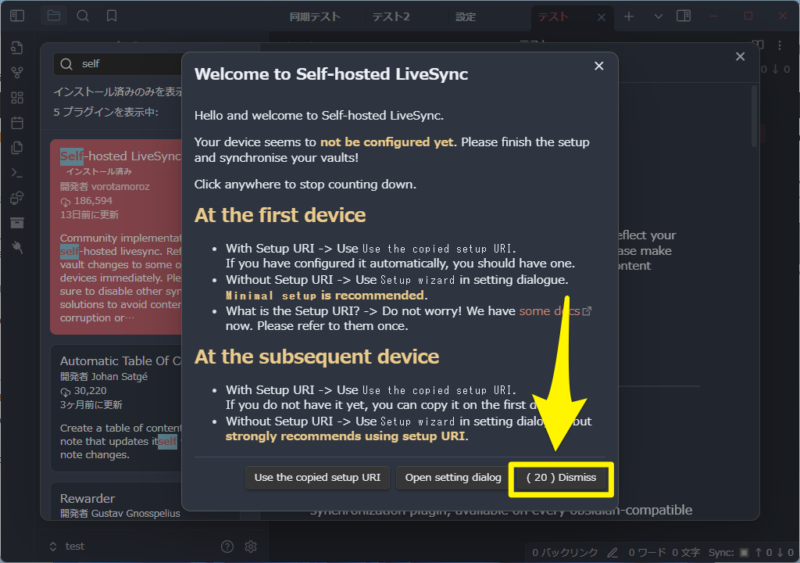 同期テスト
テスト2
設定
テスト
self
インストール済みのみを表示
5 プラグインを表示中:
Self-hosted LiveSync
インストール済み
開発者 vorotamoroz
186,594
13日前に更新
Community implementat
self-hosted livesync. Ref
vault changes to some o
devices immediately. Ple
sure to disable other syn
solutions to avoid conten
corruption or…
Automatic Table Of C
開発者 Johan Satgé
30,220
3ヶ月前に更新
Create a table of content
note that updates itself
note changes.
Rewarder
開発者 Gustav Gnosspelius
test
Welcome to Self-hosted LiveSync
Hello and welcome to Self-hosted LiveSync.
Your device seems to not be configured yet. Please finish the setup
and synchronise your vaults!
Click anywhere to stop counting down.
At the first device
With Setup URI -> Use Use the copied setup URI.
If you have configured it automatically, you should have one.
Without Setup URI -> Use Setup wizard in setting dialogue.
Minimal setup is recommended.
What is the Setup URI? -> Do not worry! We have some docs
now. Please refer to them once.
At the subsequent device
With Setup URI -> Use Use the copied setup URI.
If you do not have it yet, you can copy it on the first d
Without Setup URI -> Use Setup wizard in setting dialo but
strongly recommends using setup URI.
Use the copied setup URI
Open setting dialog
( 20 ) Dismiss
eflect your
ase make
ontent
synchronization plugin, available on every obsidian-compatible
0 バックリンク
0 ワード 0 文字
Sync: ↑ 0 ↓ 0